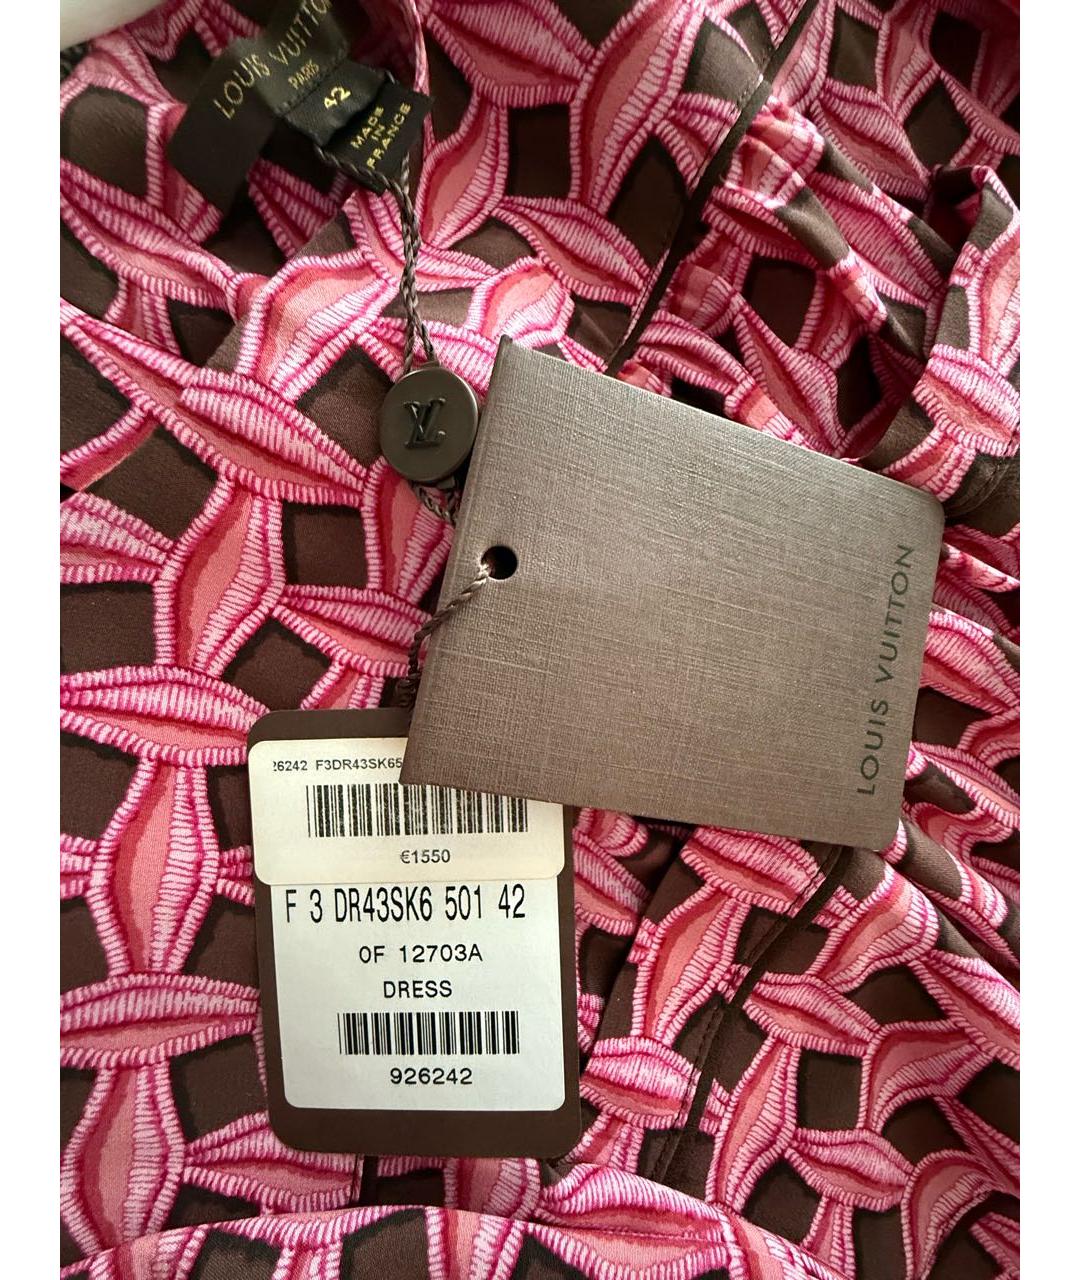 LOUIS VUITTON
PARIS
42
MADE
IN
FRANCE
LV
LOUIS VUITTON
26242 F3DR43SK65
€1550
F 3 DR43SK6 501 42
OF 12703A
DRESS
926242